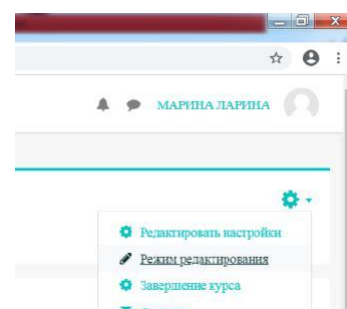 МАРИНА ЛАРИНА
Редактировать настройки
Режим редактирования
Завершение курса